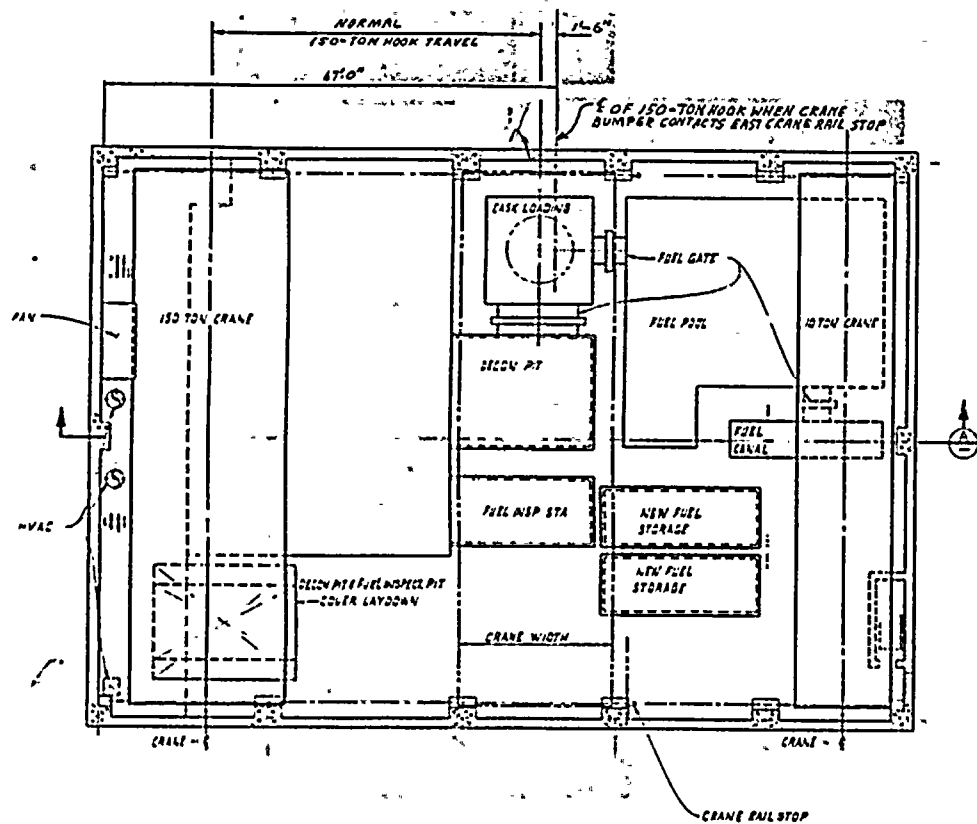 NORMAL
150-TON HOOK TRAVEL
1'-6"
67'-0"
℄ OF 150-TON HOOK WHEN CRANE
BUMPER CONTACTS EAST CRANE RAIL STOP
CASK LOADING
FUEL GATE
FAN
150 TON CRANE
FUEL POOL
10 TON CRANE
DECON PIT
FUEL
CANAL
A
HVAC
FUEL INSP STA
NEW FUEL
STORAGE
NEW FUEL
STORAGE
DECON PIT & FUEL INSPECT. PIT
COVER LAYDOWN
CRANE WIDTH
CRANE - ℄
CRANE - ℄
CRANE RAIL STOP